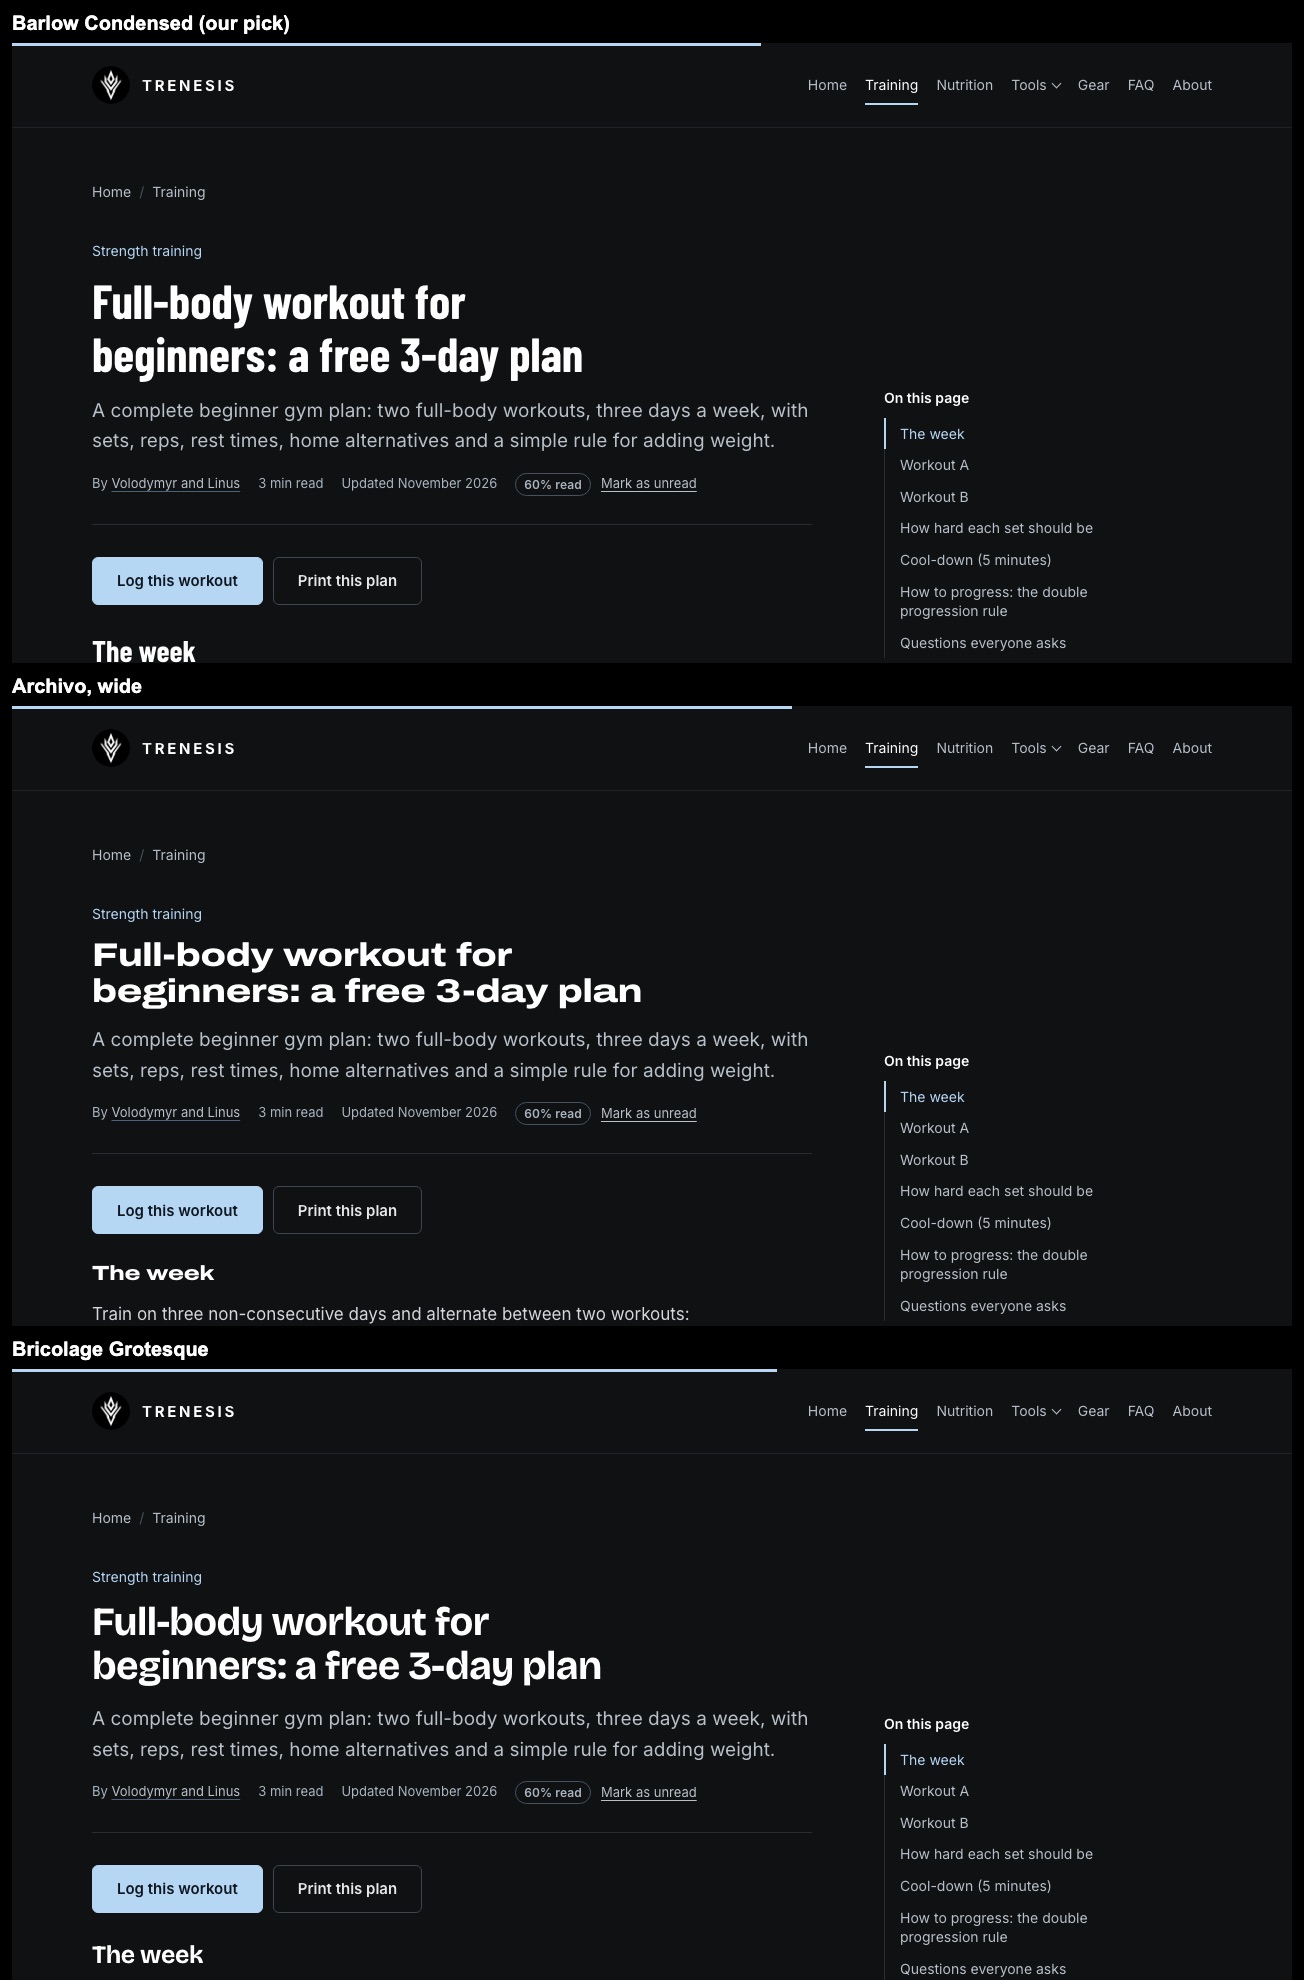 Barlow Condensed (our pick)
TRENESIS
Home Training Nutrition Tools Gear FAQ About
Home / Training
Strength training
Full-body workout for
beginners: a free 3-day plan
A complete beginner gym plan: two full-body workouts, three days a week, with
sets, reps, rest times, home alternatives and a simple rule for adding weight.
By Volodymyr and Linus 3 min read Updated November 2026 60% read Mark as unread
Log this workout Print this plan
The week
On this page
The week
Workout A
Workout B
How hard each set should be
Cool-down (5 minutes)
How to progress: the double
progression rule
Questions everyone asks
Archivo, wide
TRENESIS
Home Training Nutrition Tools Gear FAQ About
Home / Training
Strength training
Full-body workout for
beginners: a free 3-day plan
A complete beginner gym plan: two full-body workouts, three days a week, with
sets, reps, rest times, home alternatives and a simple rule for adding weight.
By Volodymyr and Linus 3 min read Updated November 2026 60% read Mark as unread
Log this workout Print this plan
The week
Train on three non-consecutive days and alternate between two workouts:
On this page
The week
Workout A
Workout B
How hard each set should be
Cool-down (5 minutes)
How to progress: the double
progression rule
Questions everyone asks
Bricolage Grotesque
TRENESIS
Home Training Nutrition Tools Gear FAQ About
Home / Training
Strength training
Full-body workout for
beginners: a free 3-day plan
A complete beginner gym plan: two full-body workouts, three days a week, with
sets, reps, rest times, home alternatives and a simple rule for adding weight.
By Volodymyr and Linus 3 min read Updated November 2026 60% read Mark as unread
Log this workout Print this plan
The week
On this page
The week
Workout A
Workout B
How hard each set should be
Cool-down (5 minutes)
How to progress: the double
progression rule
Questions everyone asks